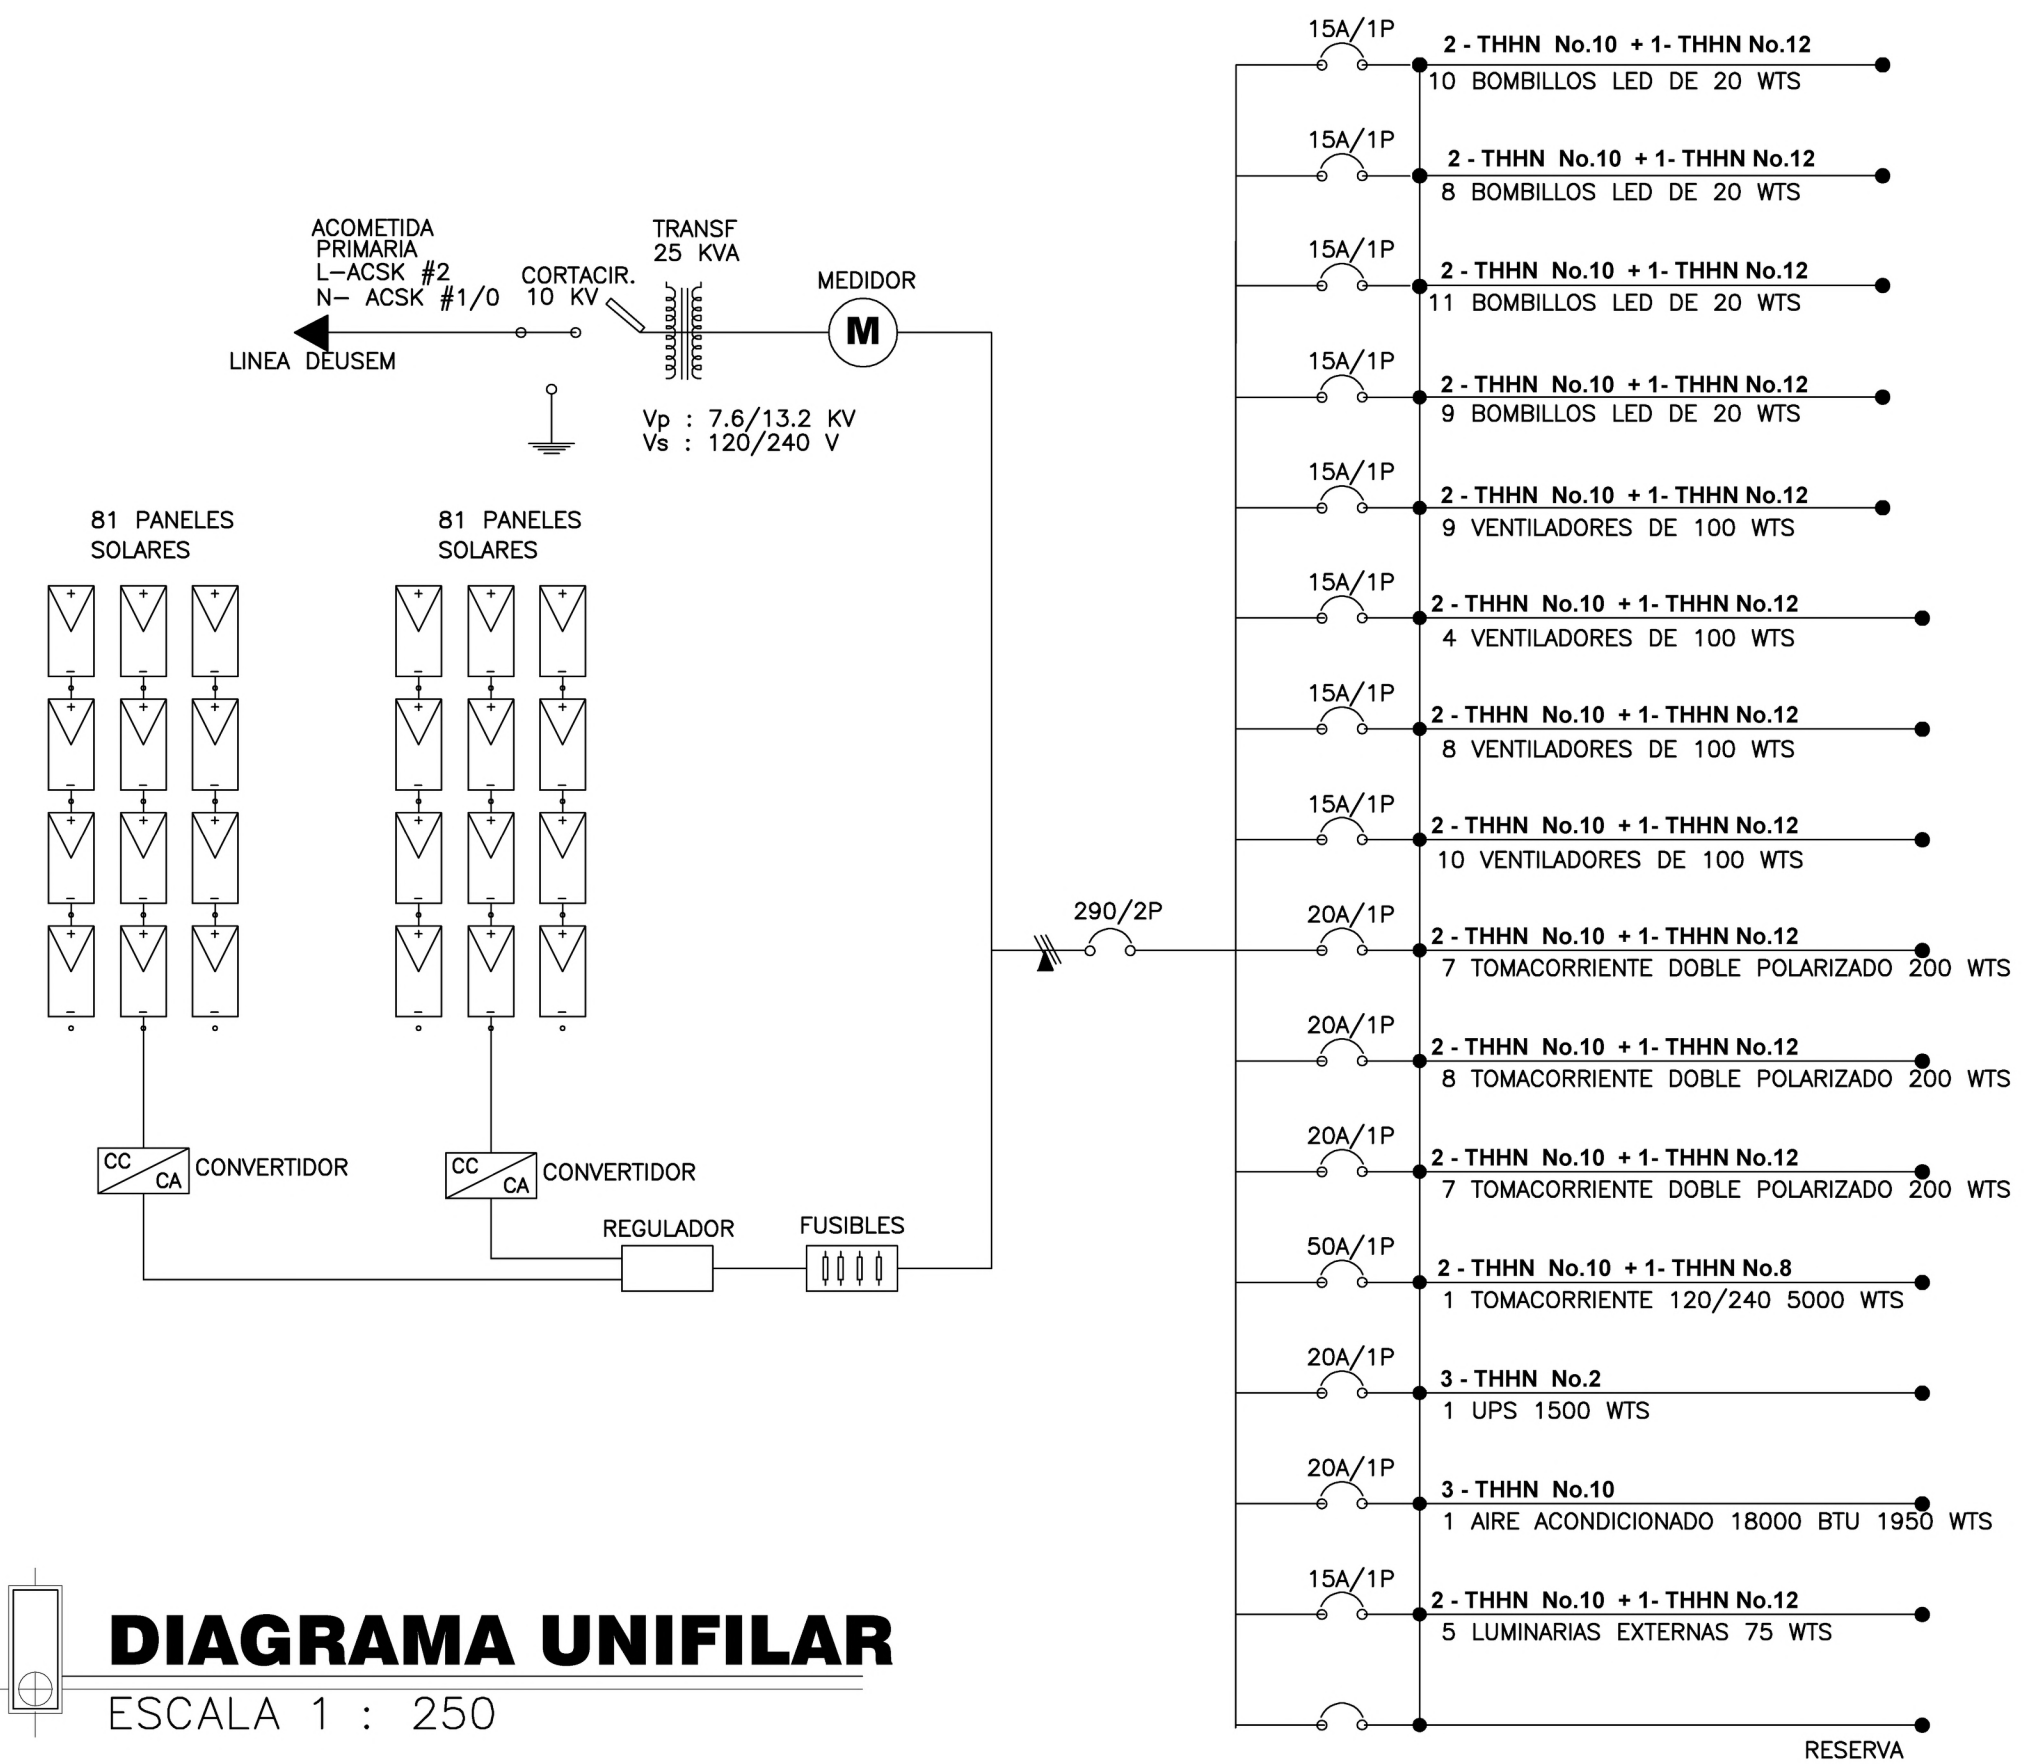 ACOMETIDA
PRIMARIA
L-ACSK #2
N- ACSK #1/0
CORTACIR.
10 KV
TRANSF
25 KVA
MEDIDOR
M
LINEA DEUSEM
Vp : 7.6/13.2 KV
Vs : 120/240 V
81 PANELES
SOLARES
+ + +
- - -
+ + +
- - -
+ + +
- - -
+ + +
- - -
81 PANELES
SOLARES
+ + +
- - -
+ + +
- - -
+ + +
- - -
+ + +
- - -
CC
CA
CONVERTIDOR
CC
CA
CONVERTIDOR
REGULADOR
FUSIBLES
290/2P
15A/1P
2 - THHN No.10 + 1- THHN No.12
10 BOMBILLOS LED DE 20 WTS
15A/1P
2 - THHN No.10 + 1- THHN No.12
8 BOMBILLOS LED DE 20 WTS
15A/1P
2 - THHN No.10 + 1- THHN No.12
11 BOMBILLOS LED DE 20 WTS
15A/1P
2 - THHN No.10 + 1- THHN No.12
9 BOMBILLOS LED DE 20 WTS
15A/1P
2 - THHN No.10 + 1- THHN No.12
9 VENTILADORES DE 100 WTS
15A/1P
2 - THHN No.10 + 1- THHN No.12
4 VENTILADORES DE 100 WTS
15A/1P
2 - THHN No.10 + 1- THHN No.12
8 VENTILADORES DE 100 WTS
15A/1P
2 - THHN No.10 + 1- THHN No.12
10 VENTILADORES DE 100 WTS
20A/1P
2 - THHN No.10 + 1- THHN No.12
7 TOMACORRIENTE DOBLE POLARIZADO 200 WTS
20A/1P
2 - THHN No.10 + 1- THHN No.12
8 TOMACORRIENTE DOBLE POLARIZADO 200 WTS
20A/1P
2 - THHN No.10 + 1- THHN No.12
7 TOMACORRIENTE DOBLE POLARIZADO 200 WTS
50A/1P
2 - THHN No.10 + 1- THHN No.8
1 TOMACORRIENTE 120/240 5000 WTS
20A/1P
3 - THHN No.2
1 UPS 1500 WTS
20A/1P
3 - THHN No.10
1 AIRE ACONDICIONADO 18000 BTU 1950 WTS
15A/1P
2 - THHN No.10 + 1- THHN No.12
5 LUMINARIAS EXTERNAS 75 WTS
RESERVA
DIAGRAMA UNIFILAR
ESCALA 1 : 250